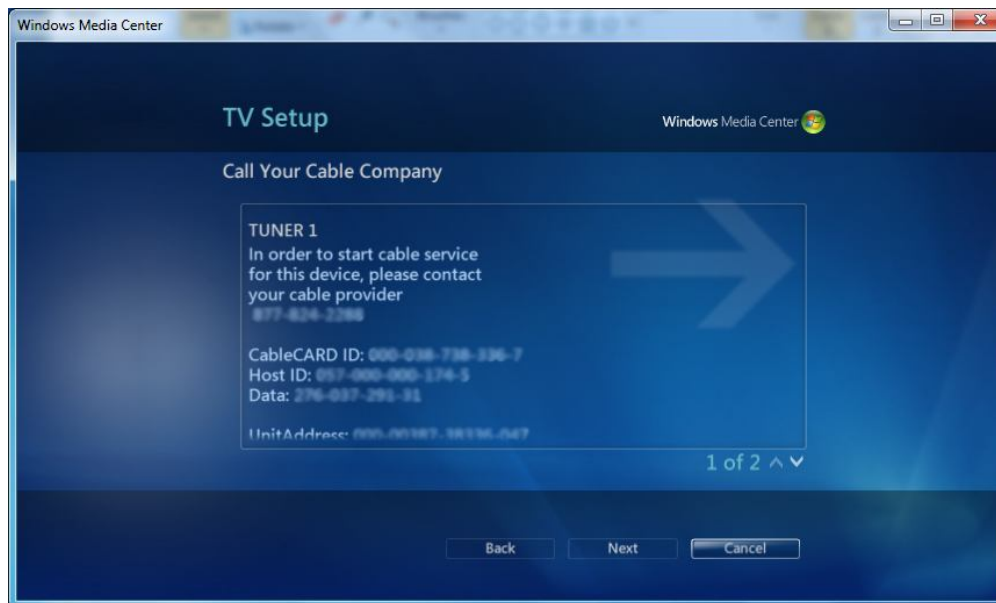 Windows Media Center
TV Setup
Windows Media Center
Call Your Cable Company
TUNER 1
In order to start cable service
for this device, please contact
your cable provider
CableCARD ID:
Host ID:
Data:
UnitAddress:
1 of 2
Back
Next
Cancel